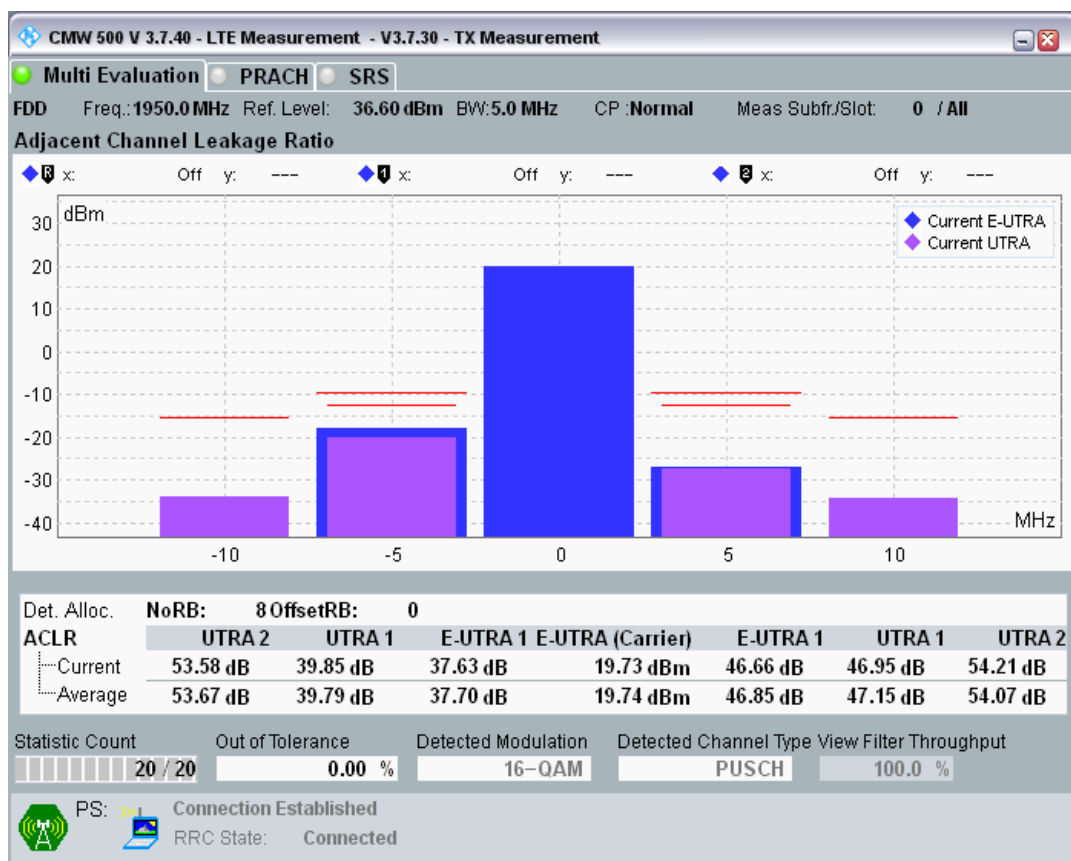 CMW 500 V 3.7.40 - LTE Measurement - V3.7.30 - TX Measurement
Multi Evaluation PRACH SRS
FDD Freq.: 1950.0 MHz Ref. Level: 36.60 dBm BW: 5.0 MHz CP : Normal Meas Subfr./Slot: 0 / All
Adjacent Channel Leakage Ratio
R x: Off y: --- 1 x: Off y: --- 2 x: Off y: ---
dBm
30
20
10
0
-10
-20
-30
-40
Current E-UTRA
Current UTRA
MHz
-10 -5 0 5 10
Det. Alloc. NoRB: 8 OffsetRB: 0
ACLR UTRA 2 UTRA 1 E-UTRA 1 E-UTRA (Carrier) E-UTRA 1 UTRA 1 UTRA 2
Current 53.58 dB 39.85 dB 37.63 dB 19.73 dBm 46.66 dB 46.95 dB 54.21 dB
Average 53.67 dB 39.79 dB 37.70 dB 19.74 dBm 46.85 dB 47.15 dB 54.07 dB
Statistic Count Out of Tolerance Detected Modulation Detected Channel Type View Filter Throughput
20 / 20 0.00 % 16-QAM PUSCH 100.0 %
PS: Connection Established
RRC State: Connected